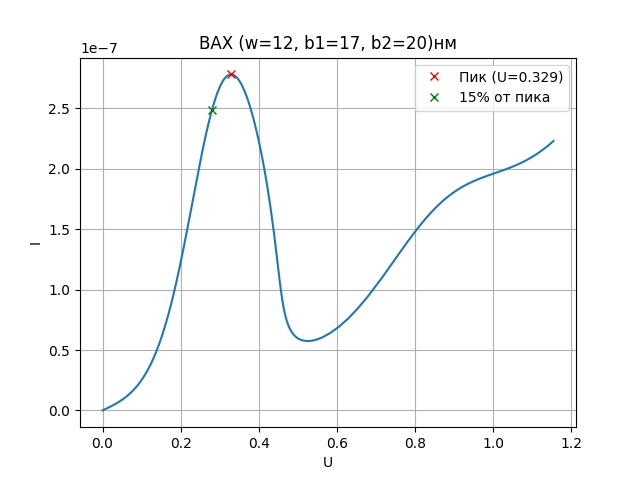 ВАХ (w=12, b1=17, b2=20)нм
1e−7
Пик (U=0.329)
15% от пика
2.5
2.0
1.5
1.0
0.5
0.0
I
0.0 0.2 0.4 0.6 0.8 1.0 1.2
U